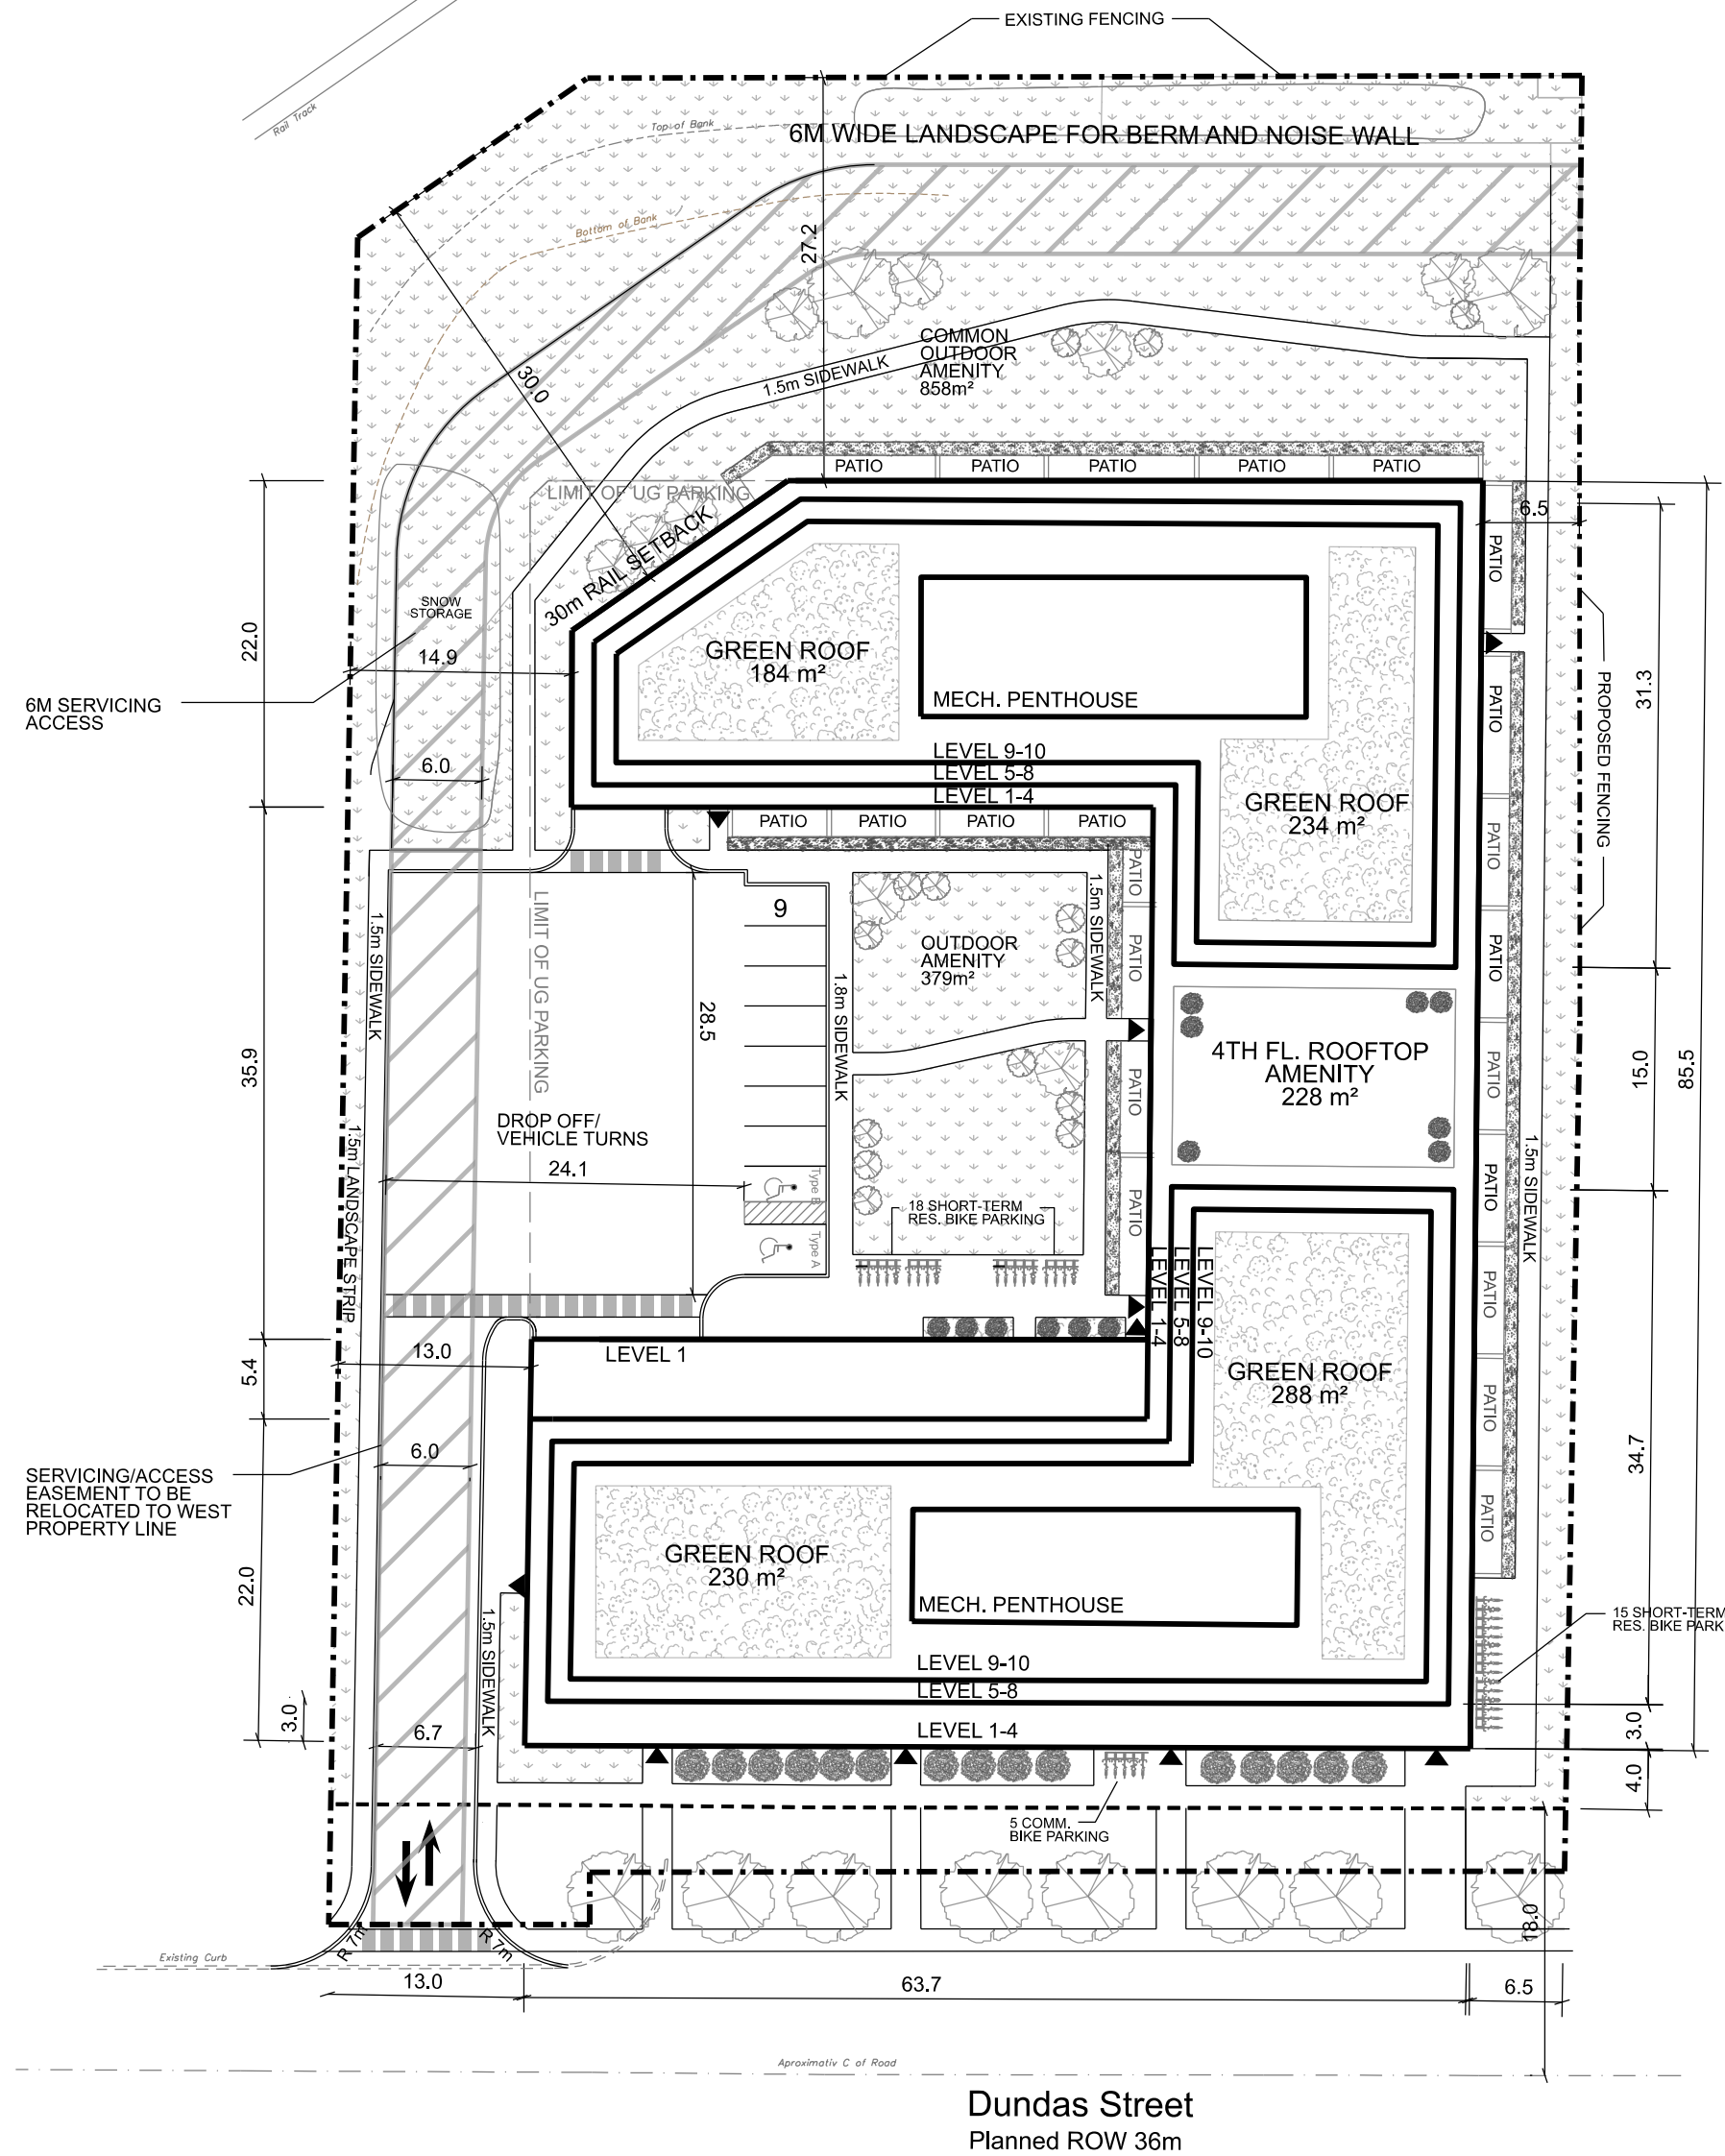 EXISTING FENCING
Rail Track
Top of Bank
6M WIDE LANDSCAPE FOR BERM AND NOISE WALL
Bottom of Bank
27.2
30.0
COMMON
OUTDOOR
AMENITY
858m²
1.5m SIDEWALK
PATIO
PATIO
PATIO
PATIO
PATIO
LIMIT OF UG PARKING
30m RAIL SETBACK
6.5
PATIO
SNOW
STORAGE
14.9
22.0
6M SERVICING
ACCESS
6.0
GREEN ROOF
184 m²
MECH. PENTHOUSE
LEVEL 9-10
LEVEL 5-8
LEVEL 1-4
GREEN ROOF
234 m²
PATIO
PROPOSED FENCING
31.3
PATIO
PATIO
PATIO
PATIO
PATIO
PATIO
PATIO
9
1.5m SIDEWALK
LIMIT OF UG PARKING
OUTDOOR
AMENITY
379m²
1.8m SIDEWALK
1.5m SIDEWALK
PATIO
PATIO
28.5
35.9
4TH FL. ROOFTOP
AMENITY
228 m²
15.0
85.5
PATIO
PATIO
DROP OFF/
VEHICLE TURNS
24.1
Type B
Type A
18 SHORT-TERM
RES. BIKE PARKING
PATIO
PATIO
1.5m SIDEWALK
1.5m LANDSCAPE STRIP
LEVEL 1-4
LEVEL 5-8
LEVEL 9-10
PATIO
13.0
LEVEL 1
5.4
GREEN ROOF
288 m²
PATIO
6.0
34.7
SERVICING/ACCESS
EASEMENT TO BE
RELOCATED TO WEST
PROPERTY LINE
PATIO
22.0
GREEN ROOF
230 m²
MECH. PENTHOUSE
15 SHORT-TERM
RES. BIKE PARK
1.5m SIDEWALK
LEVEL 9-10
LEVEL 5-8
LEVEL 1-4
3.0
6.7
3.0
4.0
5 COMM.
BIKE PARKING
18.0
R 7m
R 7m
Existing Curb
13.0
63.7
6.5
Aproximativ C of Road
Dundas Street
Planned ROW 36m